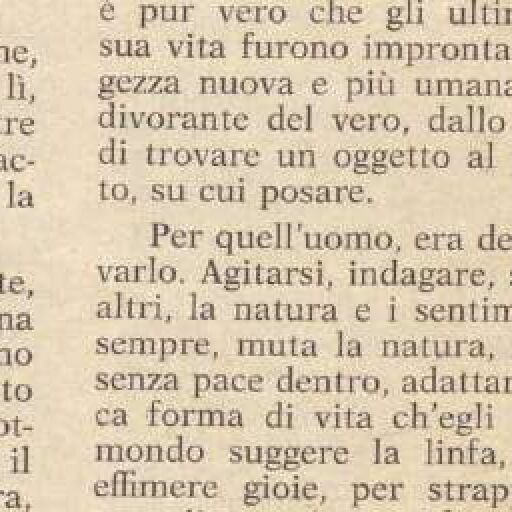 ne,
lì,
tre
ac-
la
te,
na
no
to
ot-
il
ra,
è pur vero che gli ultim
sua vita furono impronta
gezza nuova e più umana
divorante del vero, dallo
di trovare un oggetto al
to, su cui posare.
Per quell'uomo, era de
varlo. Agitarsi, indagare,
altri, la natura e i sentim
sempre, muta la natura,
senza pace dentro, adattar
ca forma di vita ch'egli
mondo suggere la linfa,
effimere gioie, per strap